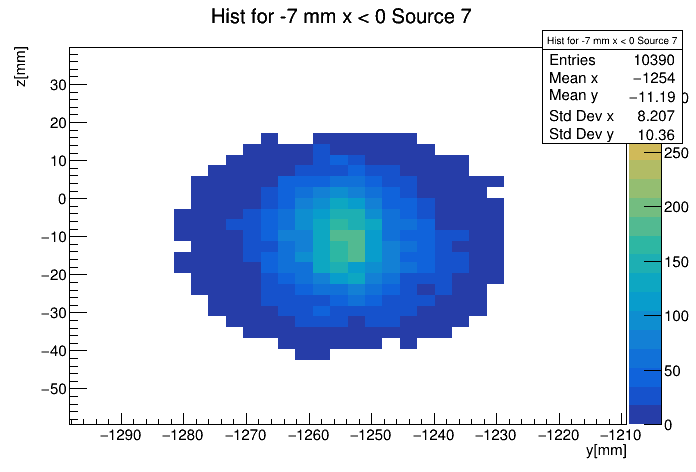 Hist for -7 mm x < 0 Source 7
z[mm]
Hist for -7 mm x < 0 Source 7
Entries 10390
Mean x −1254
Mean y −11.19
Std Dev x 8.207
Std Dev y 10.36
30
20
10
0
−10
−20
−30
−40
−50
250
200
150
100
50
0
−1290 −1280 −1270 −1260 −1250 −1240 −1230 −1220 −1210
y[mm]